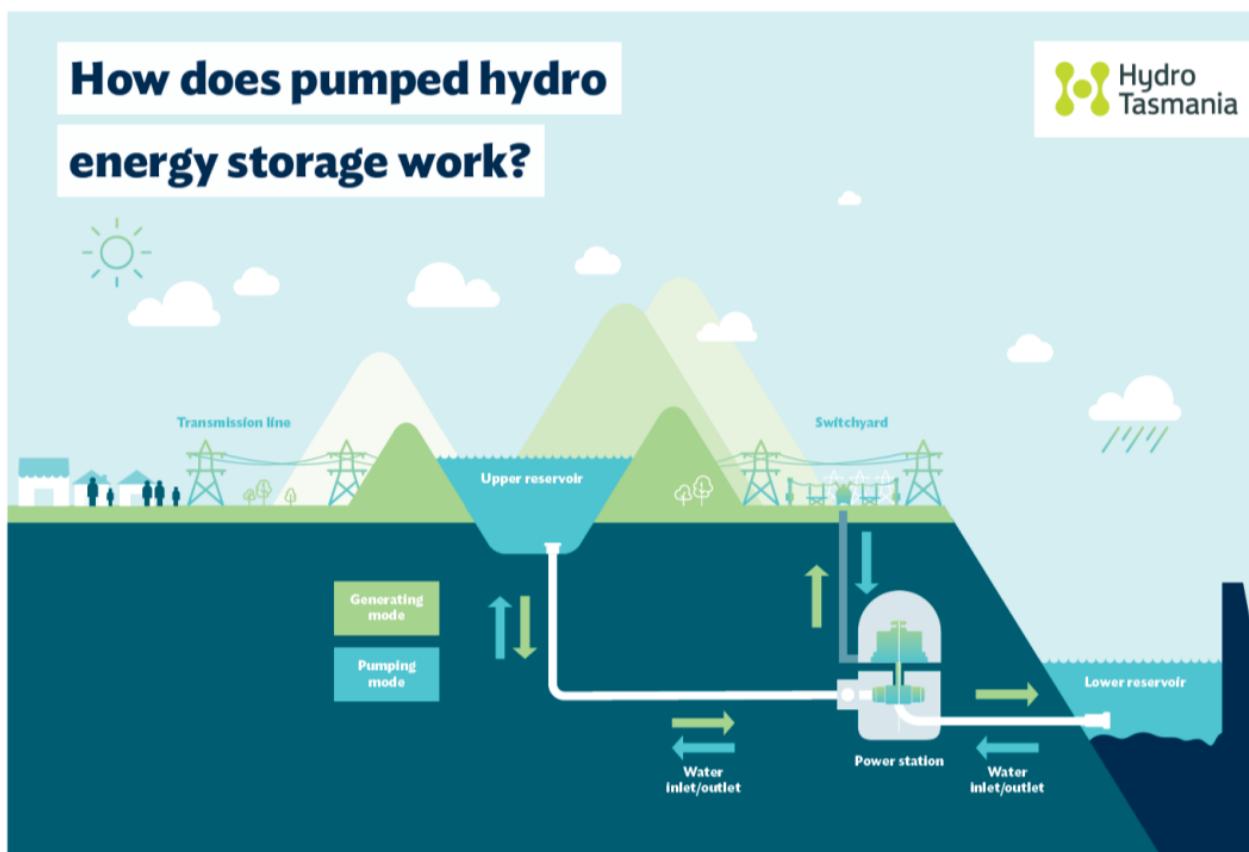 How does pumped hydro
energy storage work?
Hydro
Tasmania
Transmission line
Switchyard
Upper reservoir
Generating
mode
Pumping
mode
Lower reservoir
Power station
Water
inlet/outlet
Water
inlet/outlet